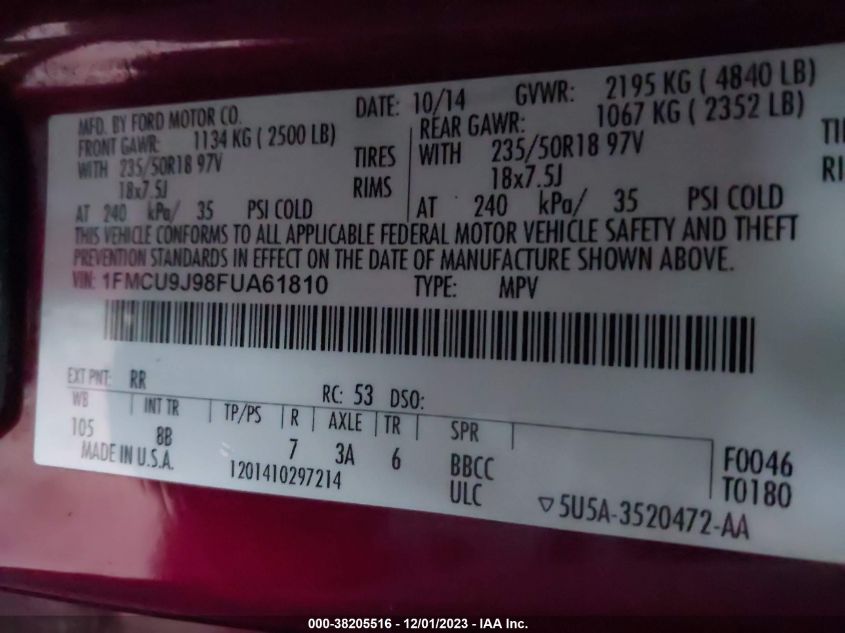 MFD. BY FORD MOTOR CO. DATE: 10/14 GVWR: 2195 KG ( 4840 LB)
FRONT GAWR: 1134 KG ( 2500 LB) REAR GAWR: 1067 KG ( 2352 LB)
WITH 235/50R18 97V TIRES WITH 235/50R18 97V
18x7.5J RIMS 18x7.5J
AT 240 kPa/ 35 PSI COLD AT 240 kPa/ 35 PSI COLD
THIS VEHICLE CONFORMS TO ALL APPLICABLE FEDERAL MOTOR VEHICLE SAFETY AND THEFT
PREVENTION STANDARDS IN EFFECT ON THE DATE OF MANUFACTURE SHOWN ABOVE.
VIN: 1FMCU9J98FUA61810 TYPE: MPV
EXT PNT: RR RC: 53 DSO:
WB INT TR TP/PS R AXLE TR SPR
105 8B 7 3A 6 BBCC F0046
MADE IN U.S.A. 1201410297214 ULC T0180
▽5U5A-3520472-AA
000-38205516 - 12/01/2023 - IAA Inc.